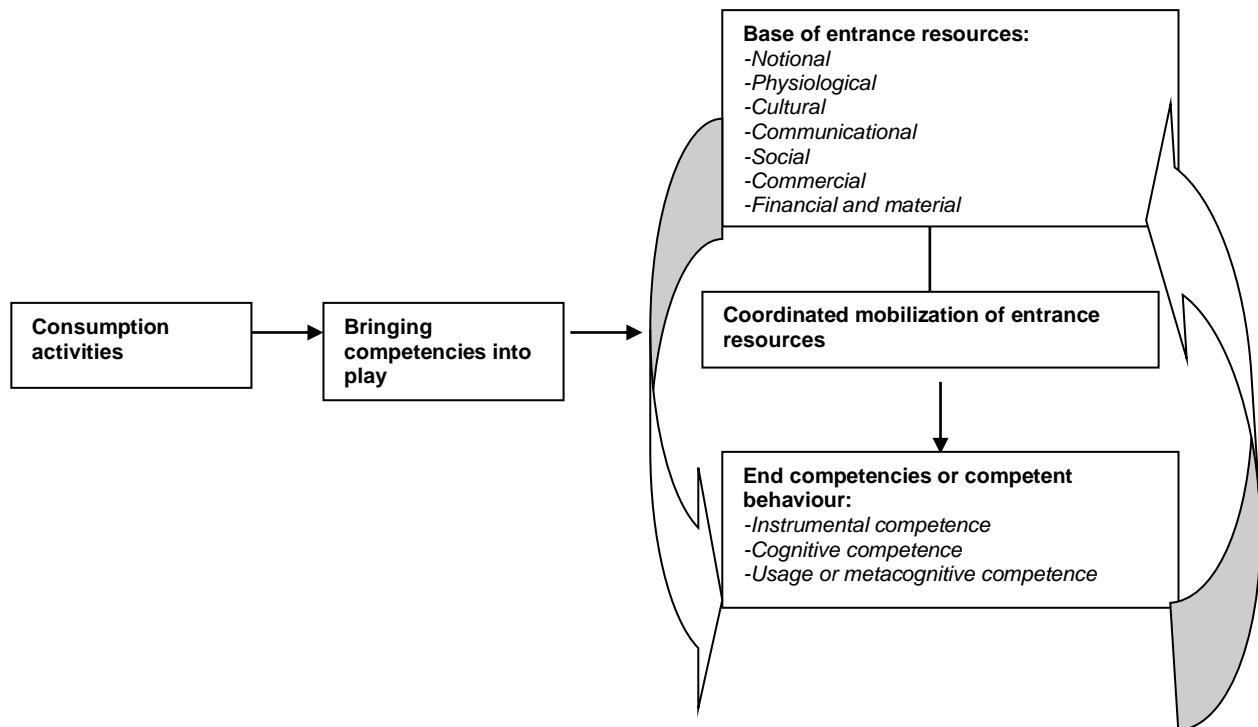 Base of entrance resources:
-Notional
-Physiological
-Cultural
-Communicational
-Social
-Commercial
-Financial and material
Consumption
activities
Bringing
competencies into
play
Coordinated mobilization of entrance
resources
End competencies or competent
behaviour:
-Instrumental competence
-Cognitive competence
-Usage or metacognitive competence